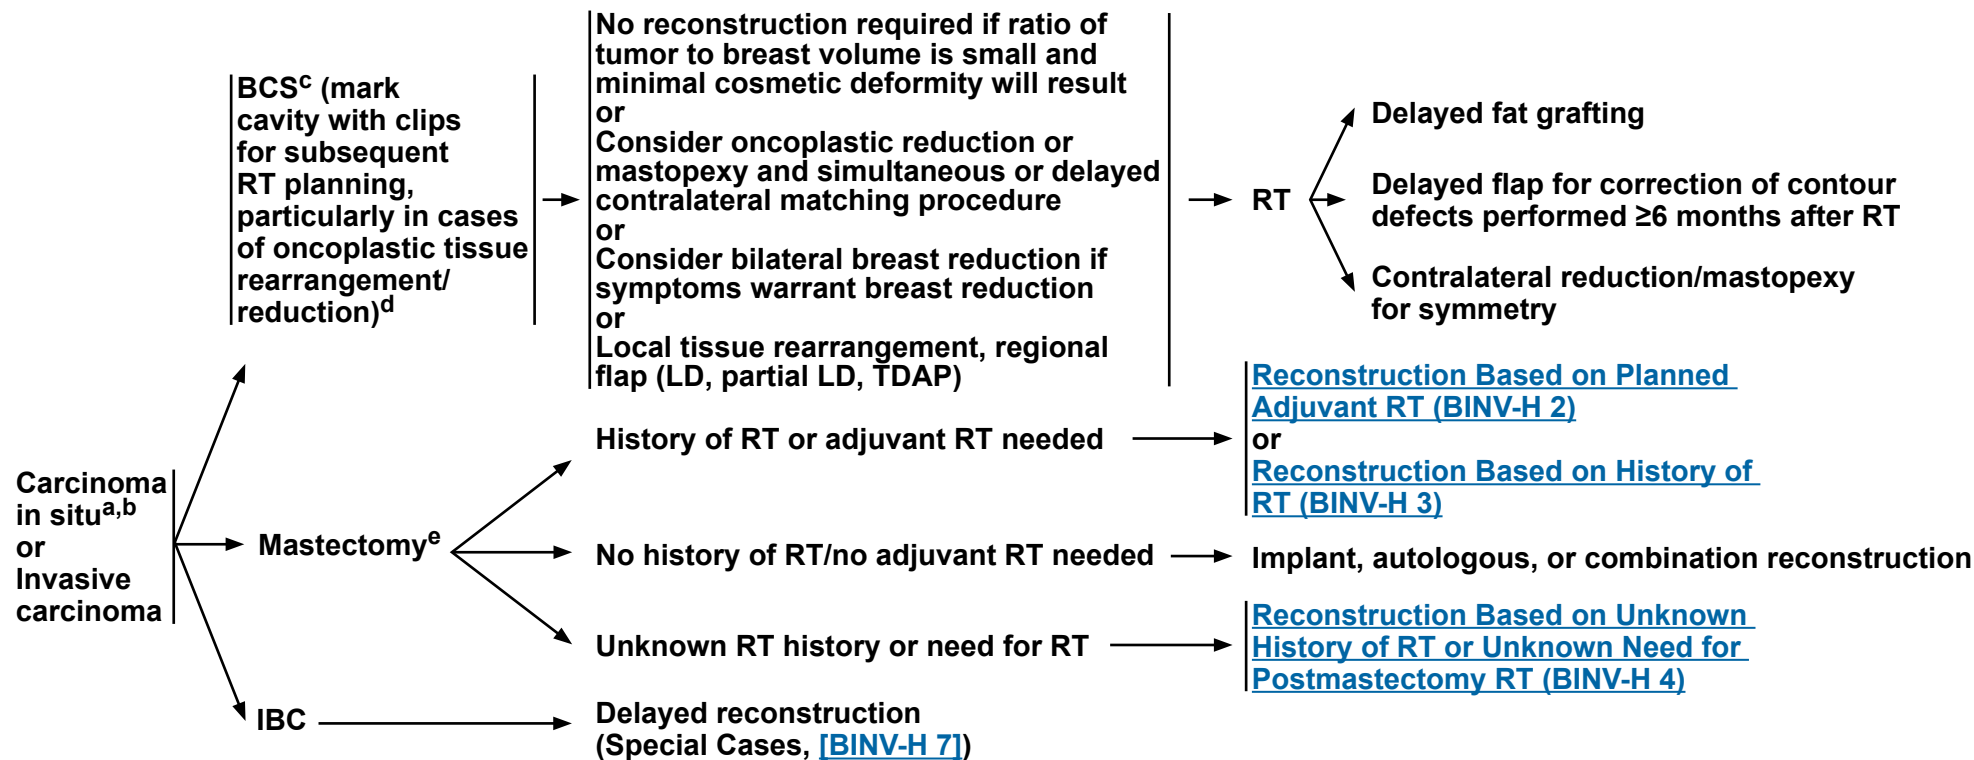 No reconstruction required if ratio of
tumor to breast volume is small and
minimal cosmetic deformity will result
or
Consider oncoplastic reduction or
mastopexy and simultaneous or delayed
contralateral matching procedure
or
Consider bilateral breast reduction if
symptoms warrant breast reduction
or
Local tissue rearrangement, regional
flap (LD, partial LD, TDAP)
BCSc (mark
cavity with clips
for subsequent
RT planning,
particularly in cases
of oncoplastic tissue
rearrangement/
reduction)d
RT
Delayed fat grafting
Delayed flap for correction of contour
defects performed ≥6 months after RT
Contralateral reduction/mastopexy
for symmetry
Carcinoma
in situa,b
or
Invasive
carcinoma
Mastectomye
History of RT or adjuvant RT needed
Reconstruction Based on Planned
Adjuvant RT (BINV-H 2)
or
Reconstruction Based on History of
RT (BINV-H 3)
No history of RT/no adjuvant RT needed
Implant, autologous, or combination reconstruction
Unknown RT history or need for RT
Reconstruction Based on Unknown
History of RT or Unknown Need for
Postmastectomy RT (BINV-H 4)
IBC
Delayed reconstruction
(Special Cases, [BINV-H 7])